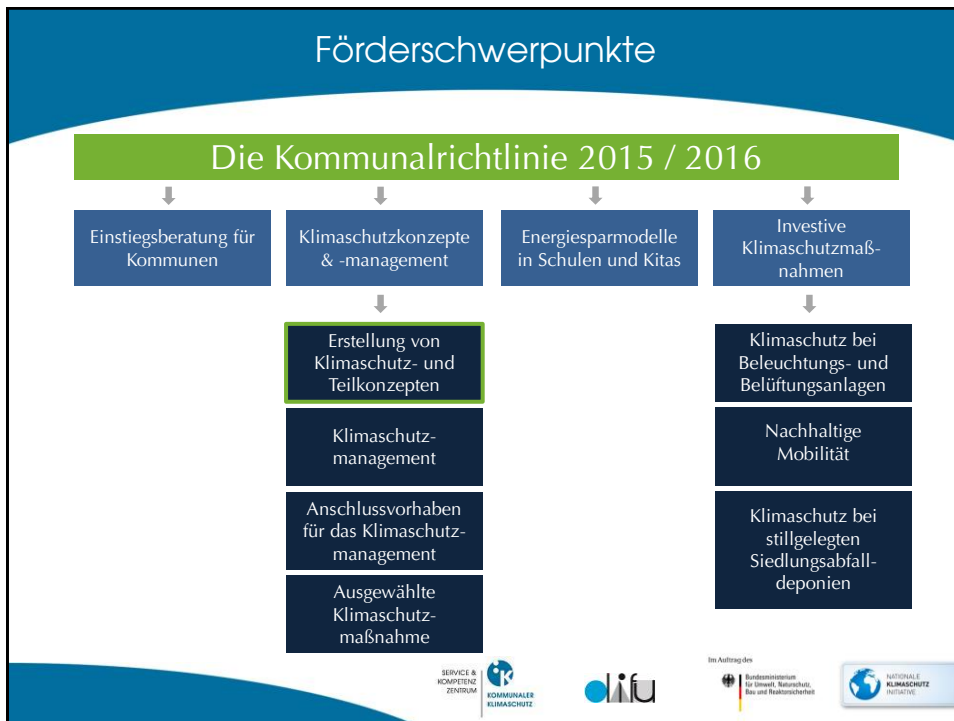 Förderschwerpunkte
Die Kommunalrichtlinie 2015 / 2016
Einstiegsberatung für
Kommunen
Klimaschutzkonzepte
& -management
Energiesparmodelle
in Schulen und Kitas
Investive
Klimaschutzmaß-
nahmen
Erstellung von
Klimaschutz- und
Teilkonzepten
Klimaschutz-
management
Anschlussvorhaben
für das Klimaschutz-
management
Ausgewählte
Klimaschutz-
maßnahme
Klimaschutz bei
Beleuchtungs- und
Belüftungsanlagen
Nachhaltige
Mobilität
Klimaschutz bei
stillgelegten
Siedlungsabfall-
deponien
SERVICE &
KOMPETENZ
ZENTRUM
KOMMUNALER
KLIMASCHUTZ
difu
Im Auftrag des
Bundesministerium
für Umwelt, Naturschutz,
Bau und Reaktorsicherheit
NATIONALE
KLIMASCHUTZ
INITIATIVE